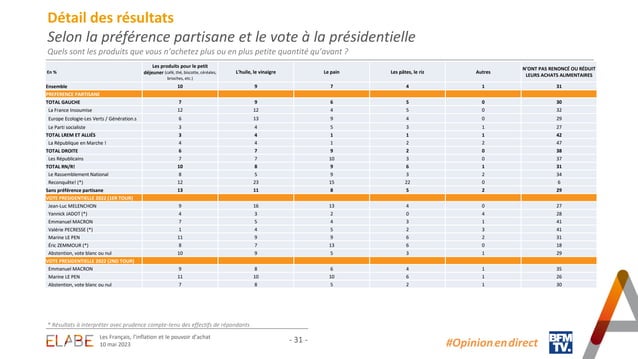 Détail des résultats
Selon la préférence partisane et le vote à la présidentielle
Quels sont les produits que vous n'achetez plus ou en plus petite quantité qu'avant ?
En % Les produits pour le petit déjeuner (café, thé, biscotte, céréales, brioches, etc.) L'huile, le vinaigre Le pain Les pâtes, le riz Autres N'ONT PAS RENONCÉ OU RÉDUIT LEURS ACHATS ALIMENTAIRES
Ensemble 10 9 7 4 1 31
PREFERENCE PARTISANE
TOTAL GAUCHE 7 9 6 5 0 30
La France Insoumise 12 12 4 5 0 32
Europe Ecologie-Les Verts / Génération.s 6 13 9 4 0 29
Le Parti socialiste 3 4 5 3 1 27
TOTAL LREM ET ALLIÉS 3 4 1 1 1 42
La République en Marche ! 4 4 1 2 2 47
TOTAL DROITE 6 7 9 2 0 38
Les Républicains 7 7 10 3 0 37
TOTAL RN/R! 10 8 9 6 1 31
Le Rassemblement National 8 5 9 3 2 34
Reconquête! (*) 12 23 15 22 0 6
Sans préférence partisane 13 11 8 5 2 29
VOTE PRESIDENTIELLE 2022 (1ER TOUR)
Jean-Luc MELENCHON 9 16 13 4 0 27
Yannick JADOT (*) 4 3 2 0 4 28
Emmanuel MACRON 7 5 4 3 1 41
Valérie PECRESSE (*) 1 4 5 2 3 41
Marine LE PEN 11 9 9 6 2 31
Éric ZEMMOUR (*) 8 7 13 6 0 18
Abstention, vote blanc ou nul 10 9 5 3 1 29
VOTE PRESIDENTIELLE 2022 (2ND TOUR)
Emmanuel MACRON 9 8 6 4 1 35
Marine LE PEN 11 10 10 6 1 26
Abstention, vote blanc ou nul 7 8 5 2 1 30
* Résultats à interpréter avec prudence compte-tenu des effectifs de répondants
ELABE
Les Français, l'inflation et le pouvoir d'achat
10 mai 2023
- 31 -
#Opinion en direct
BFM
TV.